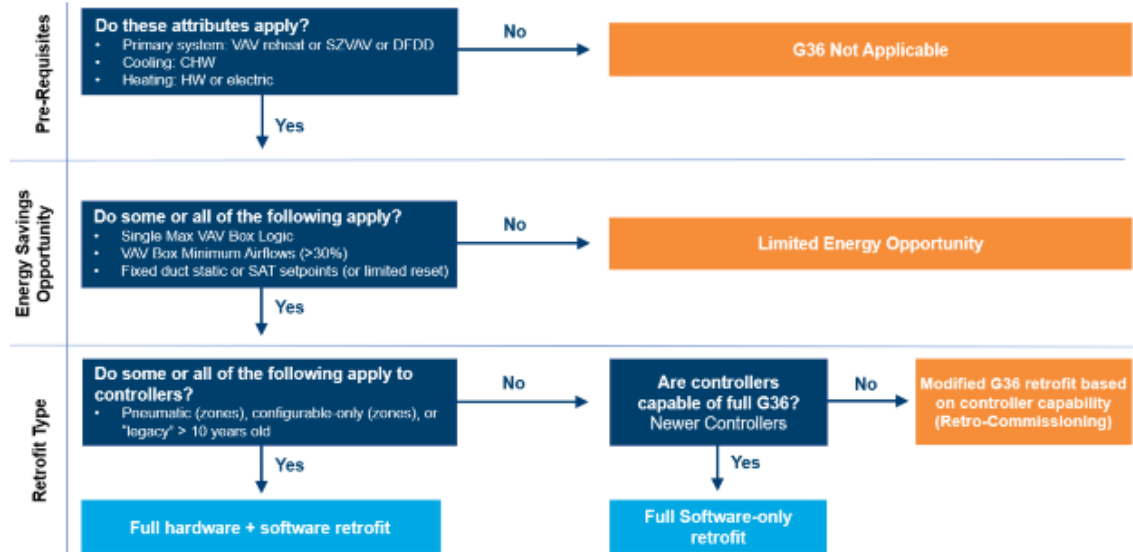 Pre-Requisites
Do these attributes apply?
• Primary system: VAV reheat or SZVAV or DFDD
• Cooling: CHW
• Heating: HW or electric
No
G36 Not Applicable
Yes
Energy Savings
Opportunity
Do some or all of the following apply?
• Single Max VAV Box Logic
• VAV Box Minimum Airflows (>30%)
• Fixed duct static or SAT setpoints (or limited reset)
No
Limited Energy Opportunity
Yes
Retrofit Type
Do some or all of the following apply to
controllers?
• Pneumatic (zones), configurable-only (zones), or
"legacy" > 10 years old
No
Are controllers
capable of full G36?
Newer Controllers
No
Modified G36 retrofit based
on controller capability
(Retro-Commissioning)
Yes
Yes
Full hardware + software retrofit
Full Software-only
retrofit